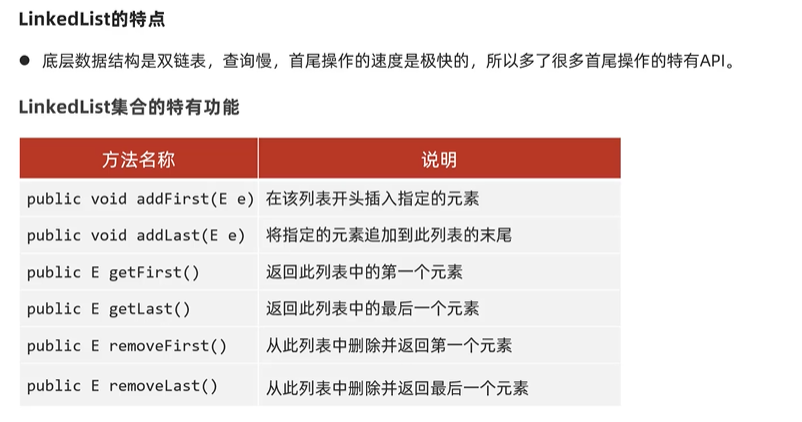 LinkedList的特点
● 底层数据结构是双链表，查询慢，首尾操作的速度是极快的，所以多了很多首尾操作的特有API。
LinkedList集合的特有功能
方法名称 说明
public void addFirst(E e) 在该列表开头插入指定的元素
public void addLast(E e) 将指定的元素追加到此列表的末尾
public E getFirst() 返回此列表中的第一个元素
public E getLast() 返回此列表中的最后一个元素
public E removeFirst() 从此列表中删除并返回第一个元素
public E removeLast() 从此列表中删除并返回最后一个元素